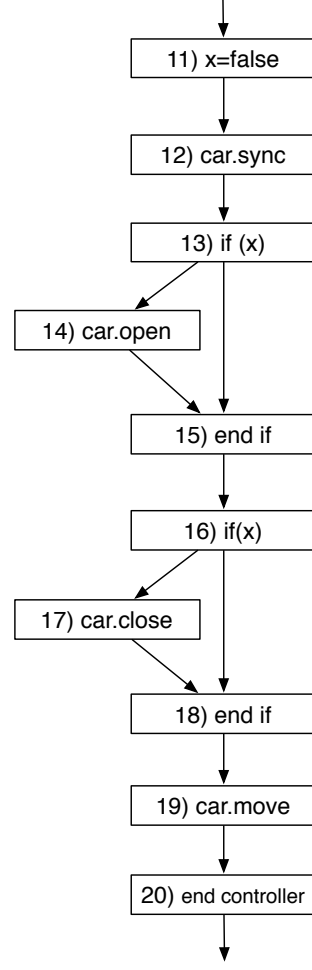 11) x=false
12) car.sync
13) if (x)
14) car.open
15) end if
16) if(x)
17) car.close
18) end if
19) car.move
20) end controller